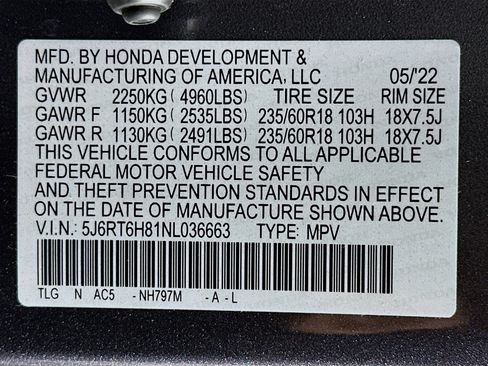 MFD. BY HONDA DEVELOPMENT &
MANUFACTURING OF AMERICA, LLC 05/'22
GVWR 2250KG ( 4960LBS) TIRE SIZE RIM SIZE
GAWR F 1150KG ( 2535LBS) 235/60R18 103H 18X7.5J
GAWR R 1130KG ( 2491LBS) 235/60R18 103H 18X7.5J
THIS VEHICLE CONFORMS TO ALL APPLICABLE
FEDERAL MOTOR VEHICLE SAFETY
AND THEFT PREVENTION STANDARDS IN EFFECT
ON THE DATE OF MANUFACTURE SHOWN ABOVE.
V.I.N.: 5J6RT6H81NL036663 TYPE: MPV
TLG N AC5 - NH797M - A - L